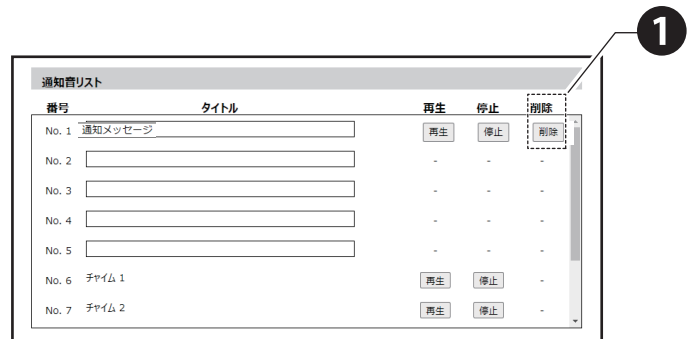 1
通知音リスト
番号 タイトル 再生 停止 削除
No. 1 通知メッセージ 再生 停止 削除
No. 2 - - -
No. 3 - - -
No. 4 - - -
No. 5 - - -
No. 6 チャイム 1 再生 停止 -
No. 7 チャイム 2 再生 停止 -